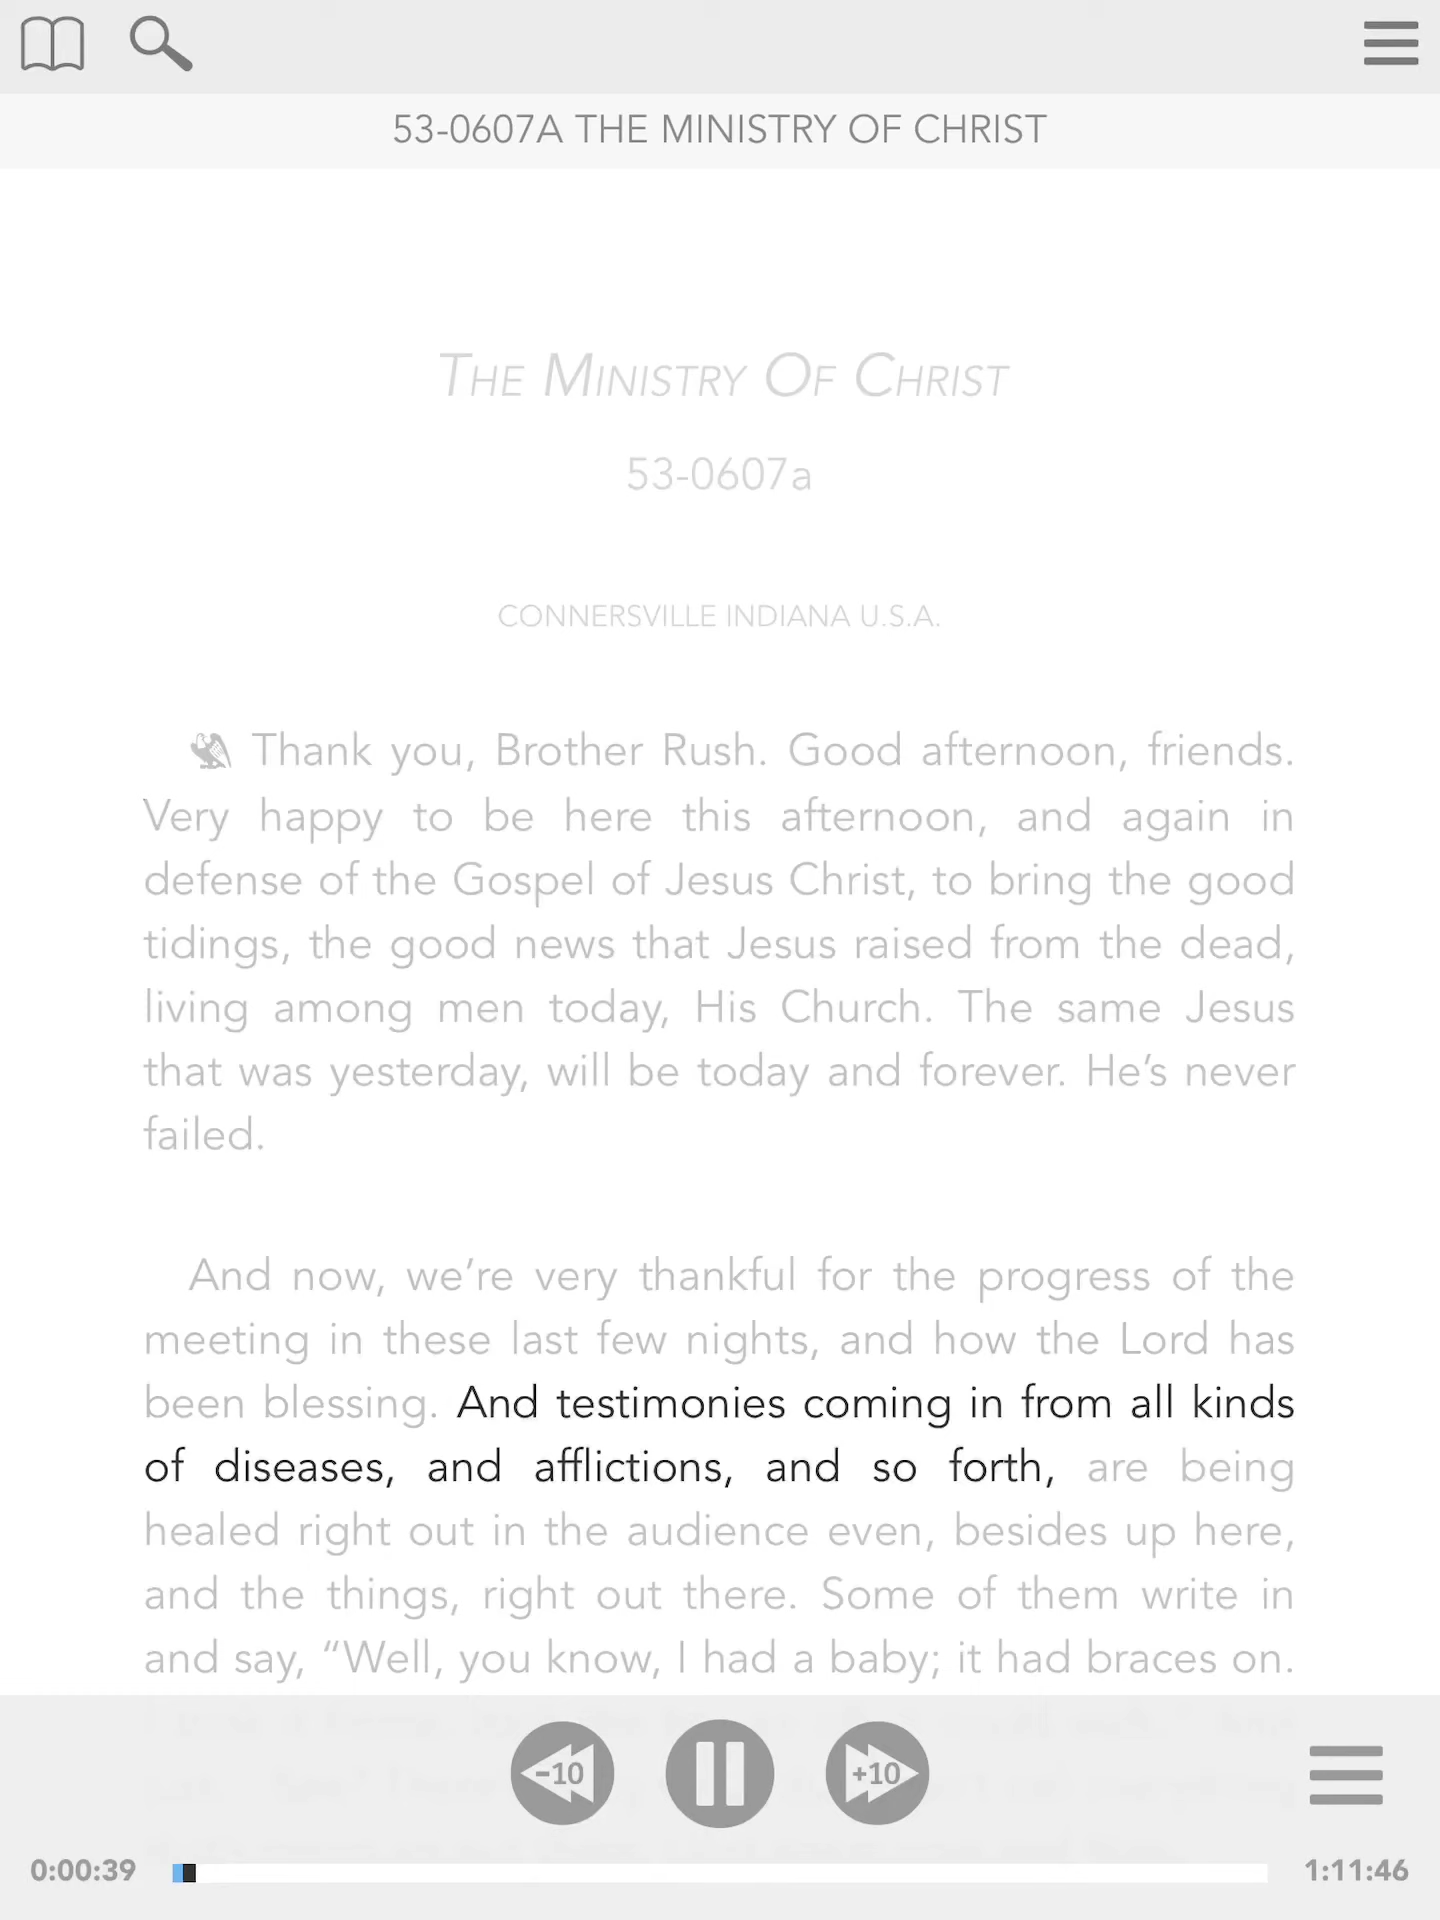 53-0607A THE MINISTRY OF CHRIST
THE MINISTRY OF CHRIST
53-0607a
CONNERSVILLE INDIANA U.S.A.
Thank you, Brother Rush. Good afternoon, friends.
Very happy to be here this afternoon, and again in
defense of the Gospel of Jesus Christ, to bring the good
tidings, the good news that Jesus raised from the dead,
living among men today, His Church. The same Jesus
that was yesterday, will be today and forever. He’s never
failed.
And now, we’re very thankful for the progress of the
meeting in these last few nights, and how the Lord has
been blessing. And testimonies coming in from all kinds
of diseases, and afflictions, and so forth, are being
healed right out in the audience even, besides up here,
and the things, right out there. Some of them write in
and say, “Well, you know, I had a baby; it had braces on.
-10 +10
0:00:39 1:11:46